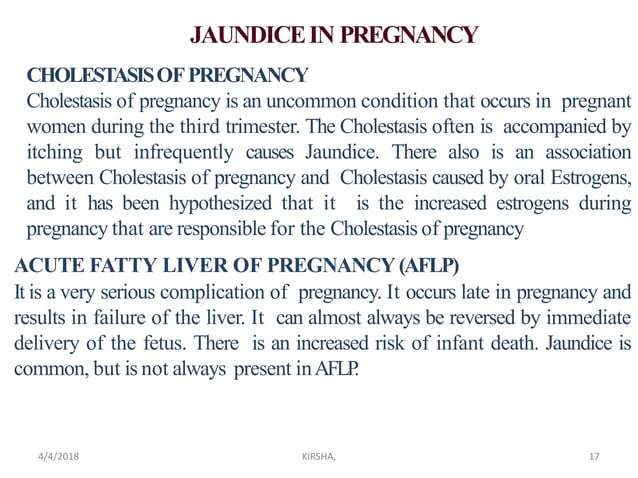 JAUNDICE IN PREGNANCY
CHOLESTASIS OF PREGNANCY
Cholestasis of pregnancy is an uncommon condition that occurs in pregnant
women during the third trimester. The Cholestasis often is accompanied by
itching but infrequently causes Jaundice. There also is an association
between Cholestasis of pregnancy and Cholestasis caused by oral Estrogens,
and it has been hypothesized that it is the increased estrogens during
pregnancy that are responsible for the Cholestasis of pregnancy
ACUTE FATTY LIVER OF PREGNANCY (AFLP)
It is a very serious complication of pregnancy. It occurs late in pregnancy and
results in failure of the liver. It can almost always be reversed by immediate
delivery of the fetus. There is an increased risk of infant death. Jaundice is
common, but is not always present in AFLP.
4/4/2018 KIRSHA, 17